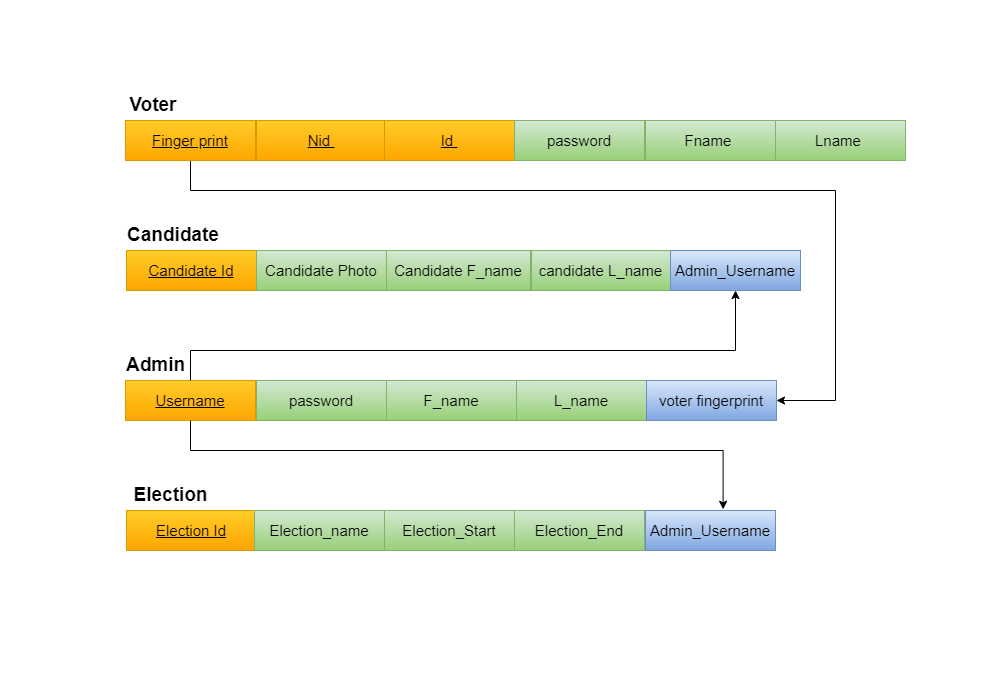 Voter
Finger print Nid Id password Fname Lname
Candidate
Candidate Id Candidate Photo Candidate F_name candidate L_name Admin_Username
Admin
Username password F_name L_name voter fingerprint
Election
Election Id Election_name Election_Start Election_End Admin_Username